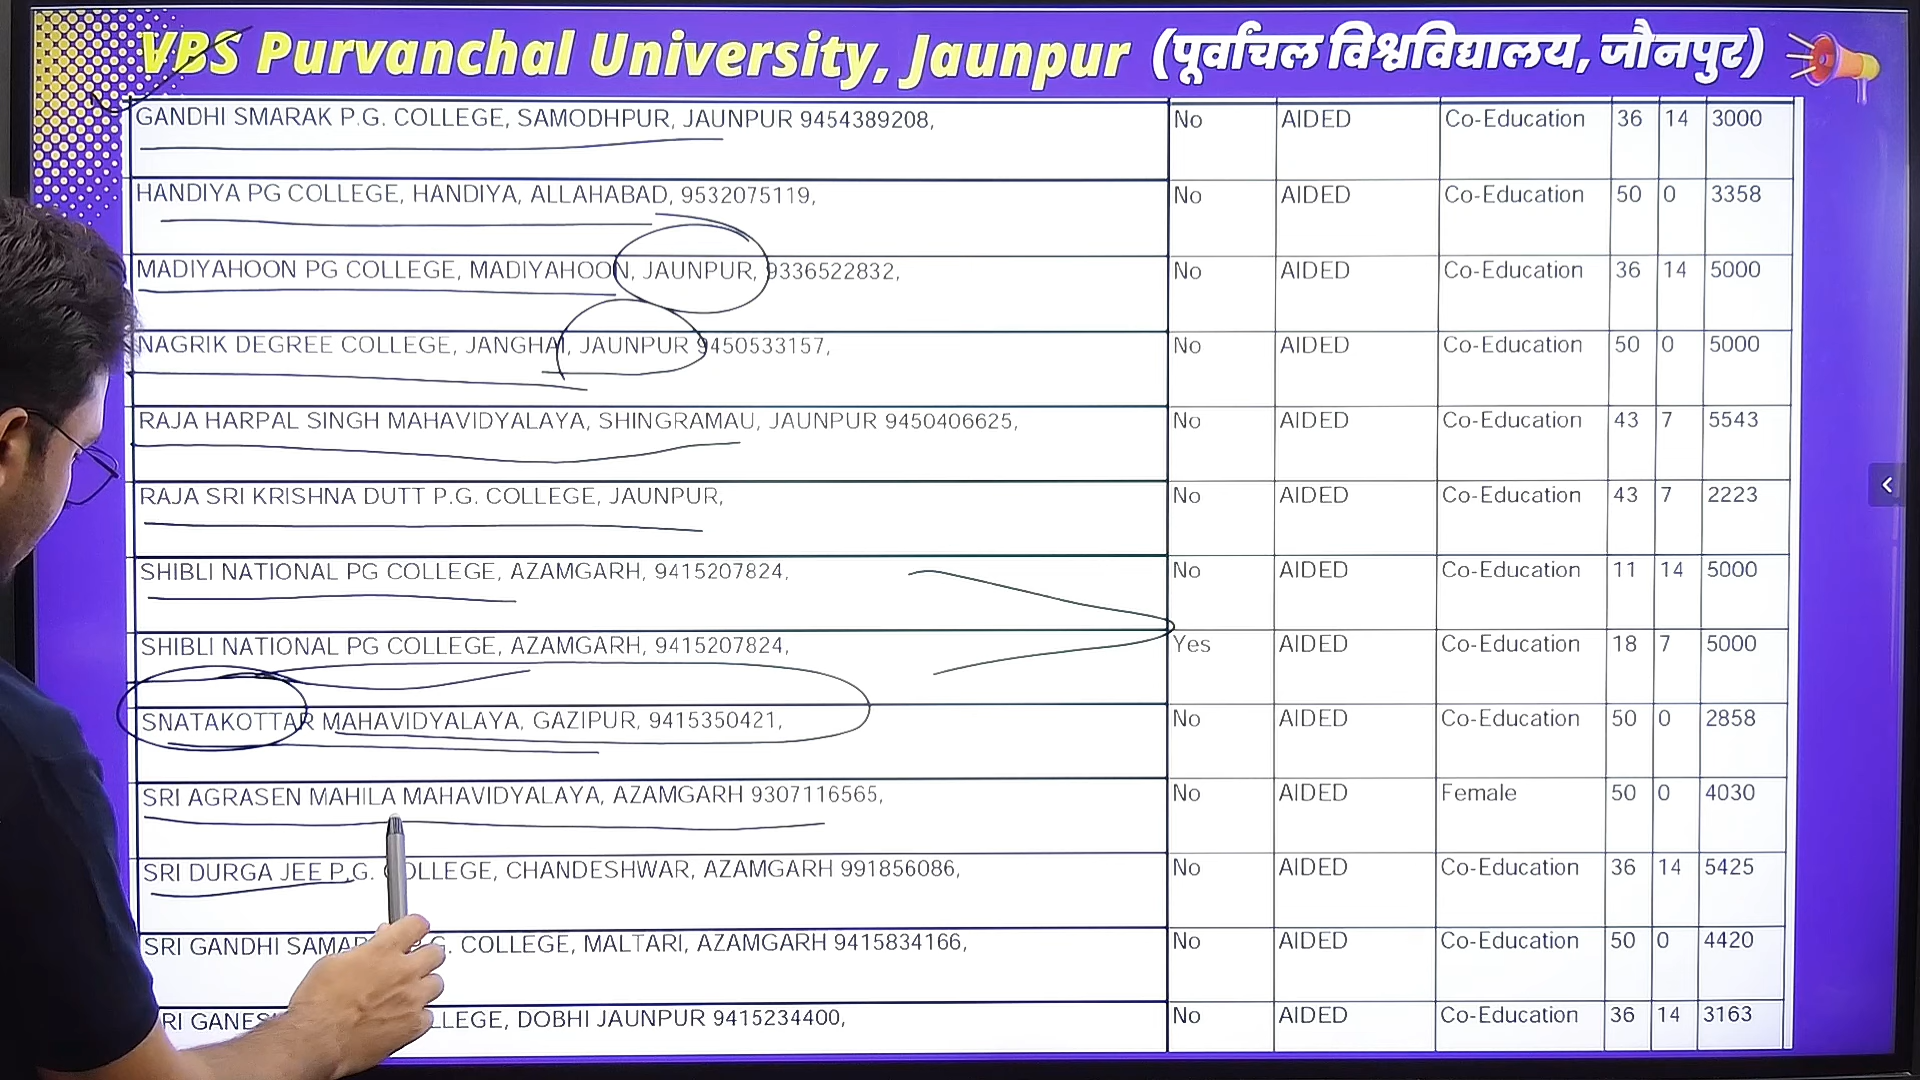 VBS Purvanchal University, Jaunpur (पूर्वांचल विश्वविद्यालय, जौनपुर)
GANDHI SMARAK P.G. COLLEGE, SAMODHPUR, JAUNPUR 9454389208, No AIDED Co-Education 36 14 3000
HANDIYA PG COLLEGE, HANDIYA, ALLAHABAD, 9532075119, No AIDED Co-Education 50 0 3358
MADIYAHOON PG COLLEGE, MADIYAHOON, JAUNPUR, 9336522832, No AIDED Co-Education 36 14 5000
NAGRIK DEGREE COLLEGE, JANGHAI, JAUNPUR 9450533157, No AIDED Co-Education 50 0 5000
RAJA HARPAL SINGH MAHAVIDYALAYA, SHINGRAMAU, JAUNPUR 9450406625, No AIDED Co-Education 43 7 5543
RAJA SRI KRISHNA DUTT P.G. COLLEGE, JAUNPUR, No AIDED Co-Education 43 7 2223
SHIBLI NATIONAL PG COLLEGE, AZAMGARH, 9415207824, No AIDED Co-Education 11 14 5000
SHIBLI NATIONAL PG COLLEGE, AZAMGARH, 9415207824, Yes AIDED Co-Education 18 7 5000
SNATAKOTTAR MAHAVIDYALAYA, GAZIPUR, 9415350421, No AIDED Co-Education 50 0 2858
SRI AGRASEN MAHILA MAHAVIDYALAYA, AZAMGARH 9307116565, No AIDED Female 50 0 4030
SRI DURGA JEE P.G. COLLEGE, CHANDESHWAR, AZAMGARH 991856086, No AIDED Co-Education 36 14 5425
SRI GANDHI COLLEGE, MALTARI, AZAMGARH 9415834166, No AIDED Co-Education 50 0 4420
DOBHI JAUNPUR 9415234400, No AIDED Co-Education 36 14 3163